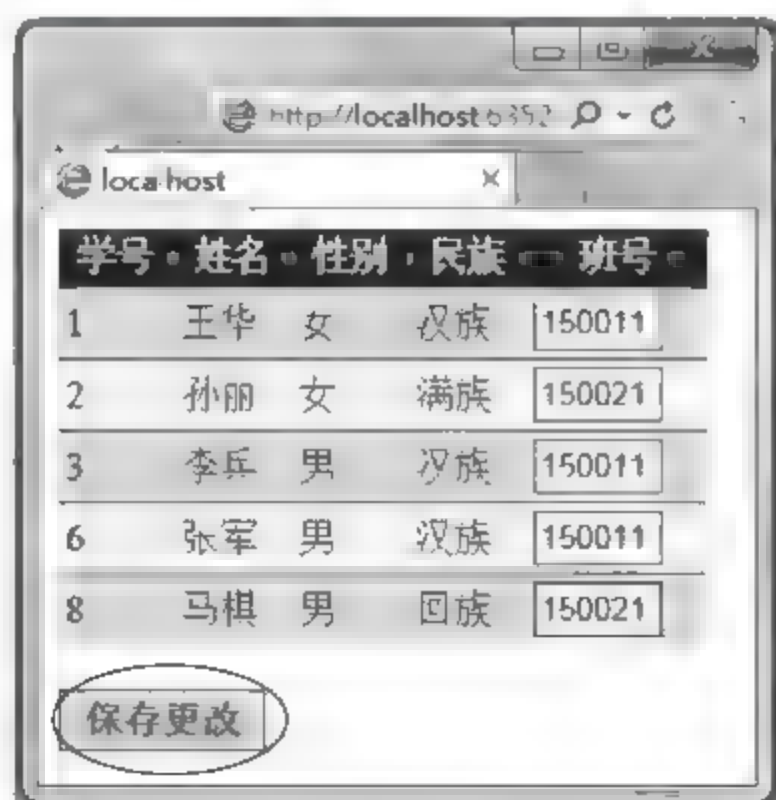 http://localhost:6352
localhost
学号 姓名 性别 民族 班号
1 王华 女 汉族 150011
2 孙丽 女 满族 150021
3 李兵 男 汉族 150011
6 张军 男 汉族 150011
8 马棋 男 回族 150021
保存更改